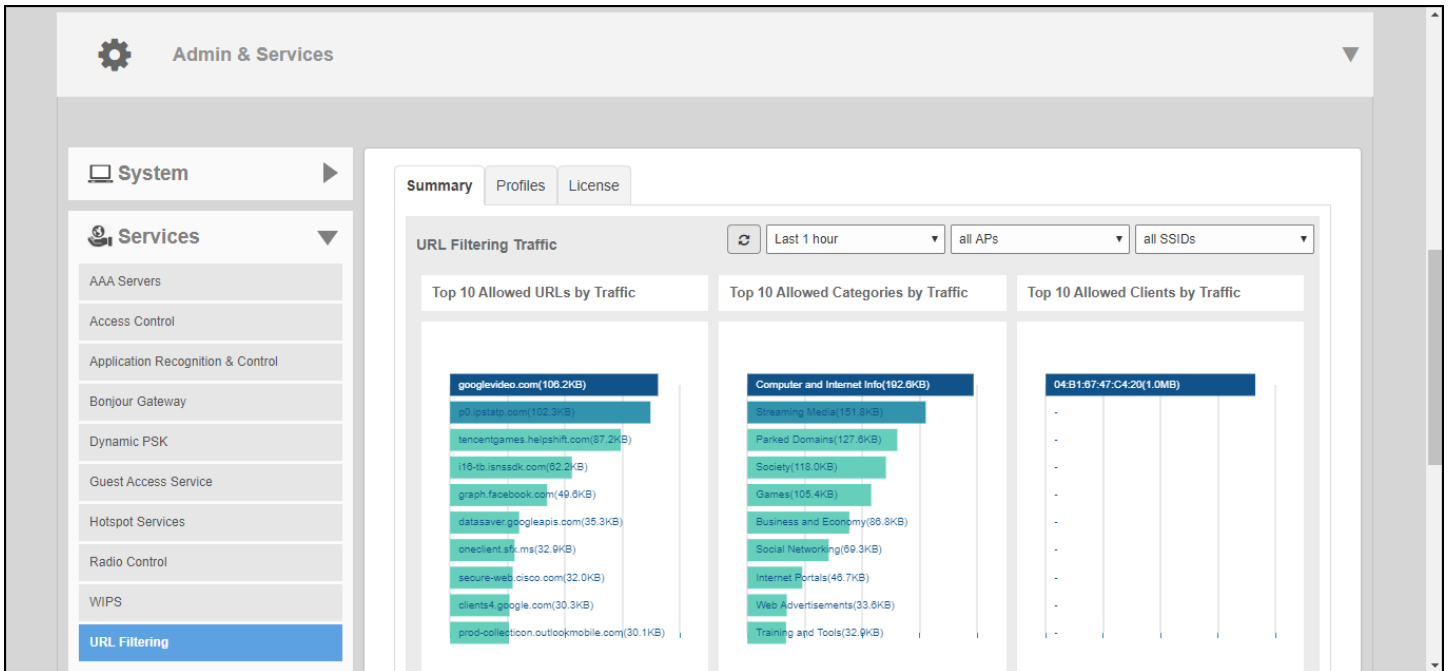 Admin & Services
System
Services
AAA Servers
Access Control
Application Recognition & Control
Bonjour Gateway
Dynamic PSK
Guest Access Service
Hotspot Services
Radio Control
WIPS
URL Filtering
Summary Profiles License
URL Filtering Traffic Last 1 hour all APs all SSIDs
Top 10 Allowed URLs by Traffic
googlevideo.com(106.2KB)
p0.ipstatp.com(102.3KB)
tencentgames.helpshift.com(87.2KB)
i16-tb.isnssdk.com(62.2KB)
graph.facebook.com(49.6KB)
datasaver.googleapis.com(35.3KB)
oneclient.sfx.ms(32.9KB)
secure-web.cisco.com(32.0KB)
clients4.google.com(30.3KB)
prod-collecticon.outlookmobile.com(30.1KB)
Top 10 Allowed Categories by Traffic
Computer and Internet Info(192.6KB)
Streaming Media(151.8KB)
Parked Domains(127.6KB)
Society(118.0KB)
Games(105.4KB)
Business and Economy(86.8KB)
Social Networking(69.3KB)
Internet Portals(46.7KB)
Web Advertisements(33.6KB)
Training and Tools(32.9KB)
Top 10 Allowed Clients by Traffic
04:B1:67:47:C4:20(1.0MB)
-
-
-
-
-
-
-
-
-